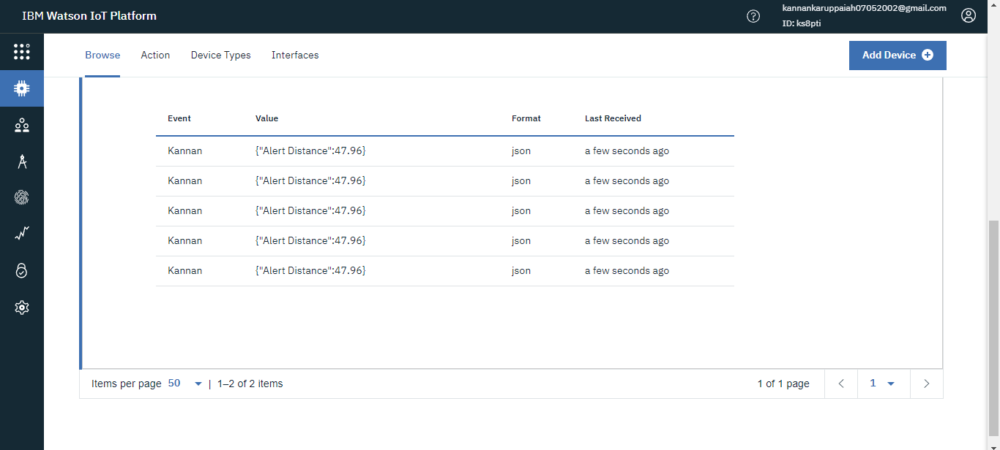 IBM Watson IoT Platform
kannankaruppaiah07052002@gmail.com
ID: ks8pti
Browse Action Device Types Interfaces
Add Device
Event Value Format Last Received
Kannan {"Alert Distance":47.96} json a few seconds ago
Kannan {"Alert Distance":47.96} json a few seconds ago
Kannan {"Alert Distance":47.96} json a few seconds ago
Kannan {"Alert Distance":47.96} json a few seconds ago
Kannan {"Alert Distance":47.96} json a few seconds ago
Items per page 50 | 1–2 of 2 items 1 of 1 page 1